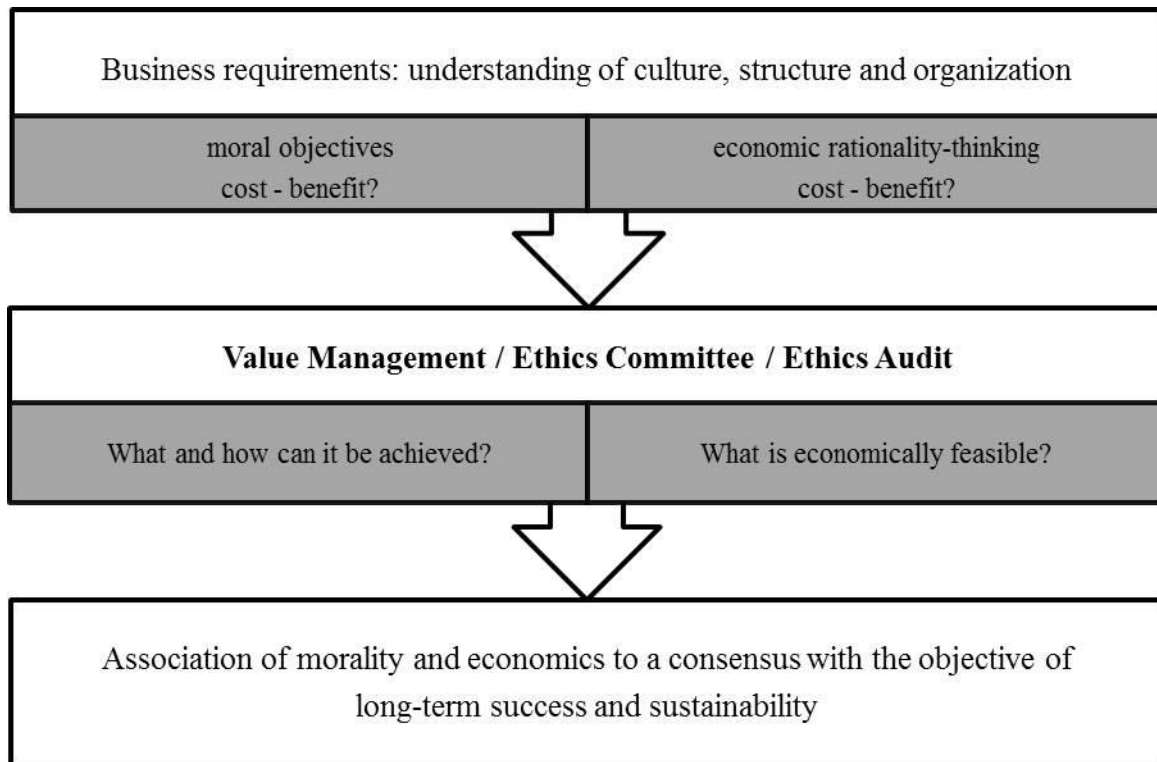 Business requirements: understanding of culture, structure and organization
moral objectives
cost - benefit?
economic rationality-thinking
cost - benefit?
Value Management / Ethics Committee / Ethics Audit
What and how can it be achieved?
What is economically feasible?
Association of morality and economics to a consensus with the objective of
long-term success and sustainability